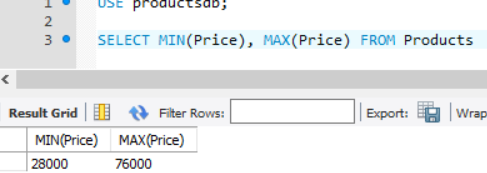 1 USE productsdb;
2
3 SELECT MIN(Price), MAX(Price) FROM Products
Result Grid Filter Rows: Export: Wrap
MIN(Price) MAX(Price)
28000 76000